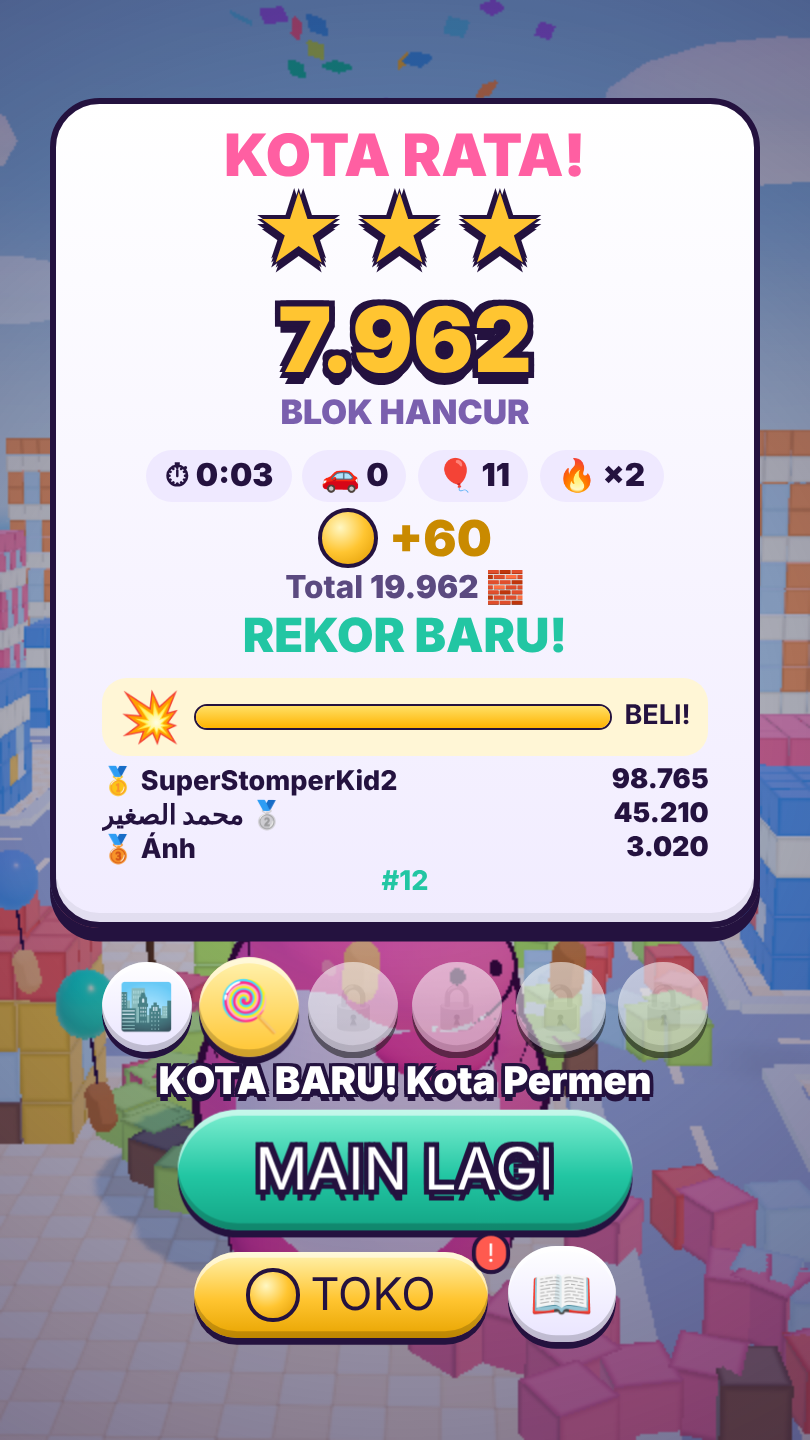 KOTA RATA!
7.962
BLOK HANCUR
⏱ 0:03 🚗 0 🎈 11 🔥 ×2
+60
Total 19.962 🧱
REKOR BARU!
💥 BELI!
🥇 SuperStomperKid2 98.765
🥈 محمد الصغير 45.210
🥉 Ánh 3.020
#12
KOTA BARU! Kota Permen
MAIN LAGI
!
TOKO